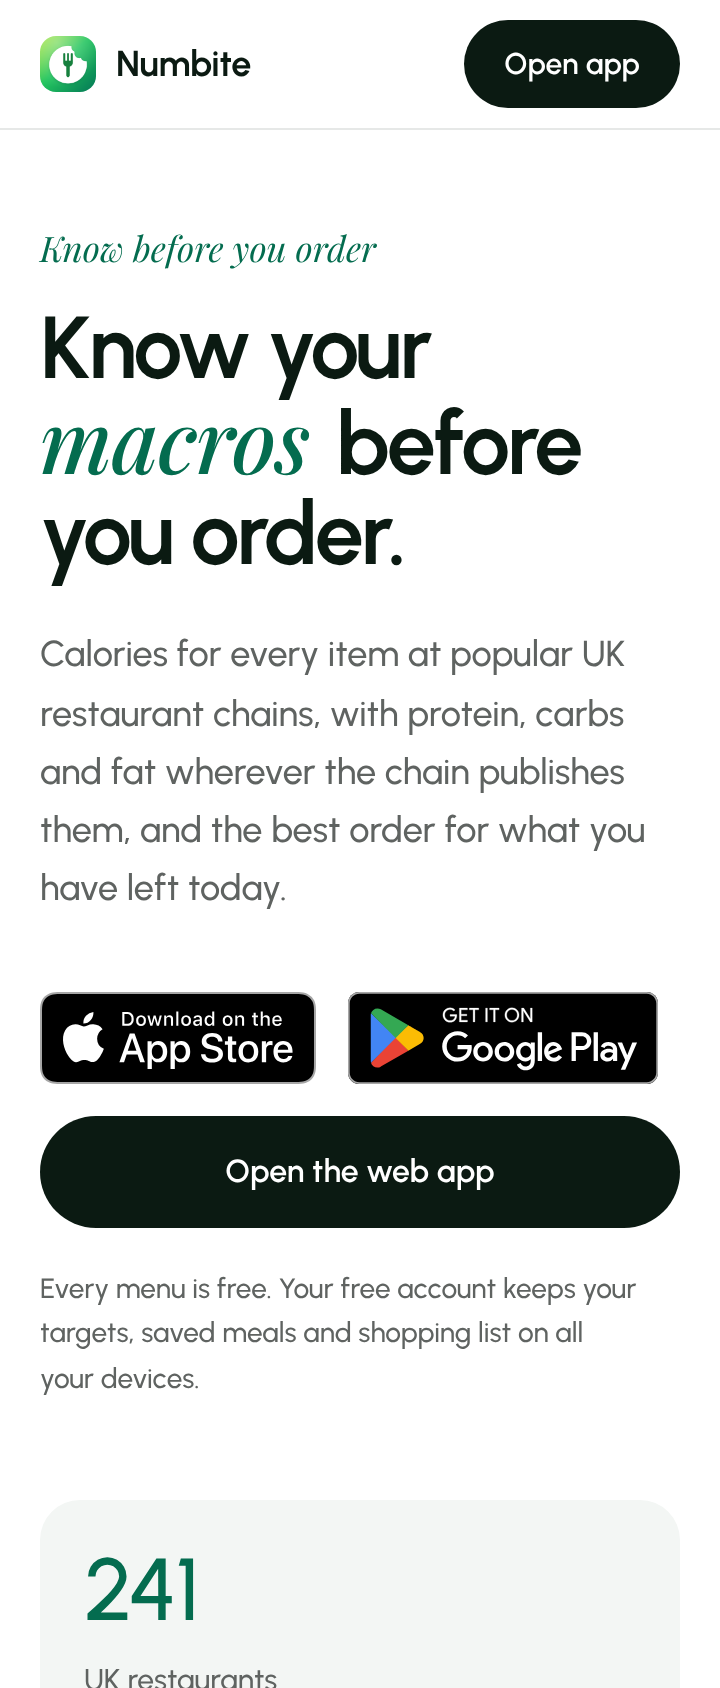 Numbite
Open app
Know before you order
Know your
macros before
you order.
Calories for every item at popular UK
restaurant chains, with protein, carbs
and fat wherever the chain publishes
them, and the best order for what you
have left today.
Download on the
App Store
GET IT ON
Google Play
Open the web app
Every menu is free. Your free account keeps your
targets, saved meals and shopping list on all
your devices.
241
UK restaurants